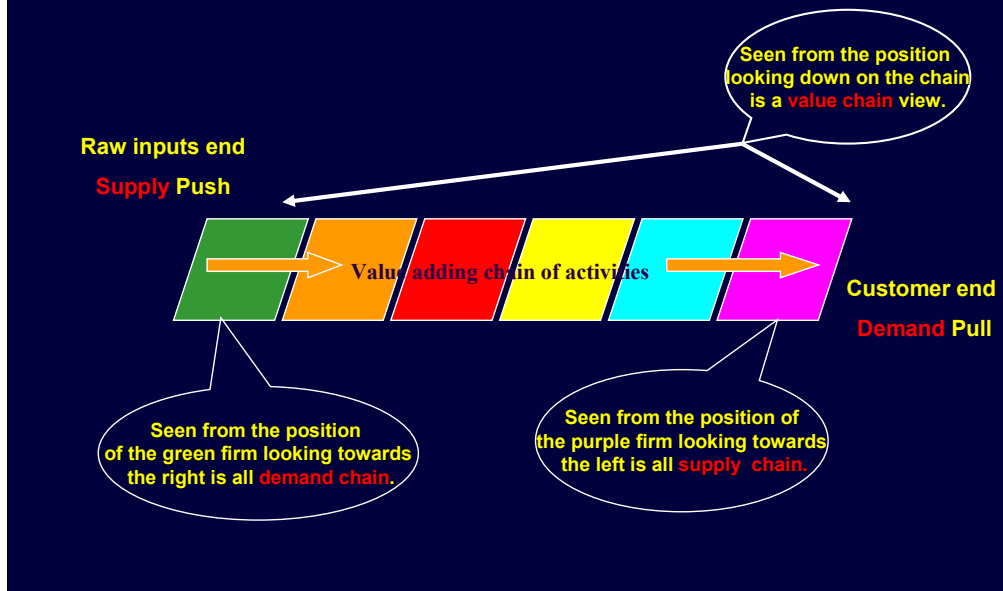 Seen from the position
looking down on the chain
is a value chain view.
Raw inputs end
Supply Push
Value adding chain of activities
Customer end
Demand Pull
Seen from the position
of the green firm looking towards
the right is all demand chain.
Seen from the position of
the purple firm looking towards
the left is all supply chain.